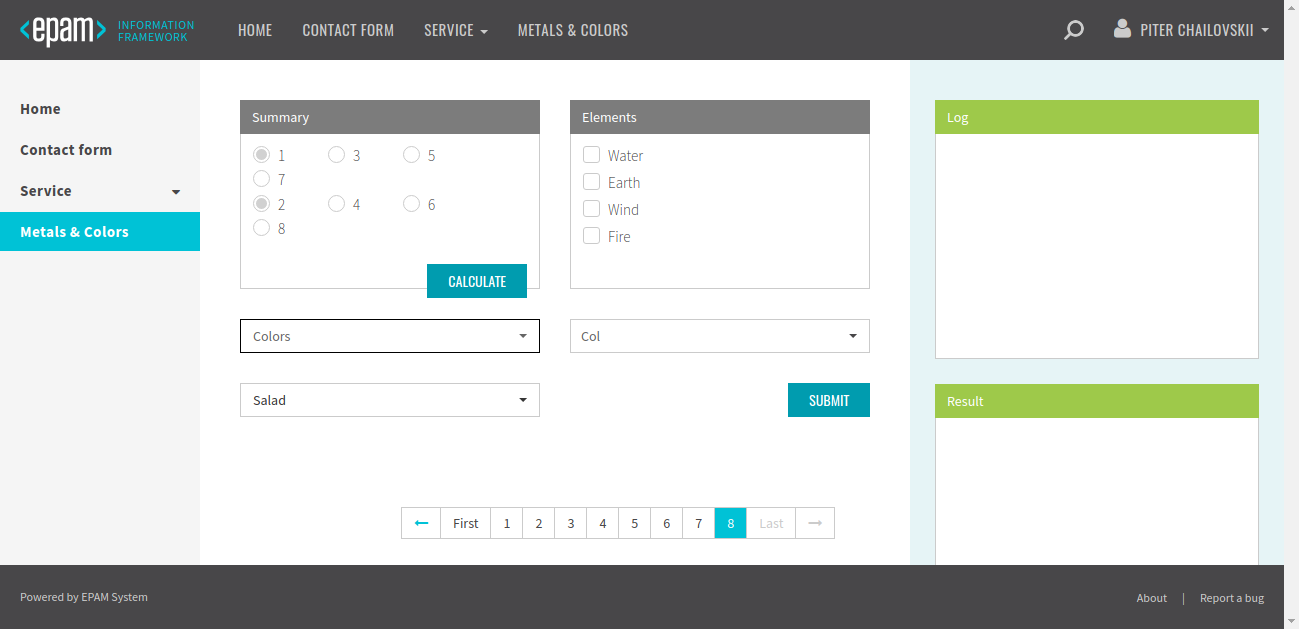 <epam> INFORMATION FRAMEWORK HOME CONTACT FORM SERVICE METALS & COLORS PITER CHAILOVSKII
Home
Contact form
Service
Metals & Colors
Summary
1 3 5
7
2 4 6
8
CALCULATE
Elements
Water
Earth
Wind
Fire
Colors
Col
Salad
SUBMIT
First 1 2 3 4 5 6 7 8 Last
Log
Result
Powered by EPAM System
About | Report a bug